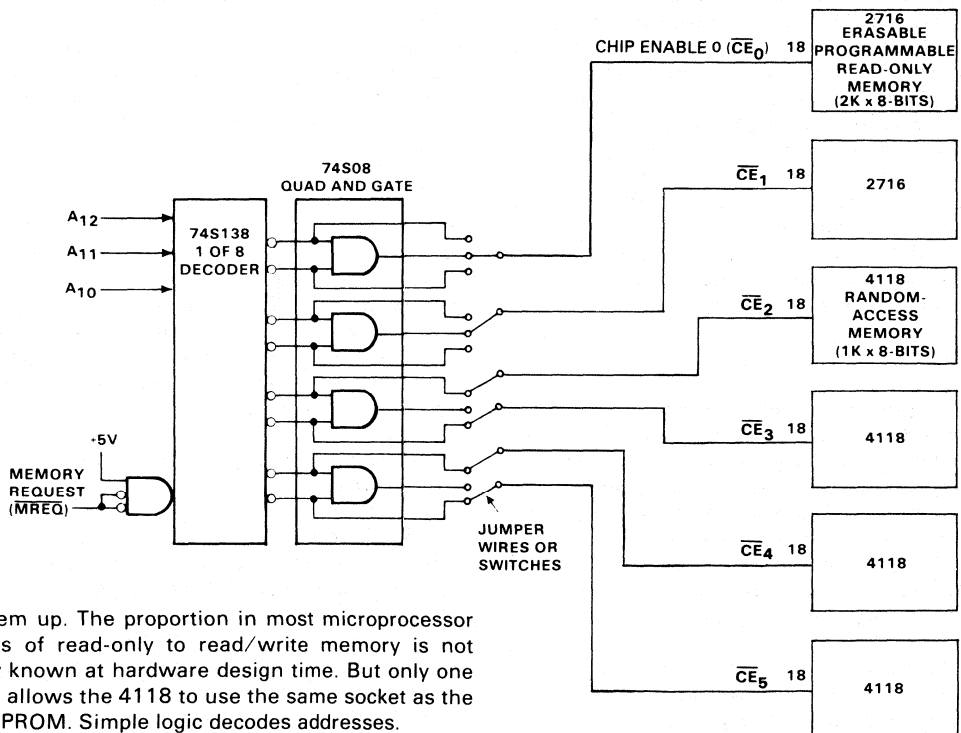 2716
ERASABLE
PROGRAMMABLE
READ-ONLY
MEMORY
(2K x 8-BITS)
CHIP ENABLE 0 (CE0) 18
74S08
QUAD AND GATE
CE1 18
2716
A12
A11
A10
74S138
1 OF 8
DECODER
CE2 18
4118
RANDOM-
ACCESS
MEMORY
(1K x 8-BITS)
CE3 18
4118
+5V
MEMORY
REQUEST
(MREQ)
JUMPER
WIRES OR
SWITCHES
CE4 18
4118
CE5 18
4118
em up. The proportion in most microprocessor
s of read-only to read/write memory is not
known at hardware design time. But only one
allows the 4118 to use the same socket as the
PROM. Simple logic decodes addresses.